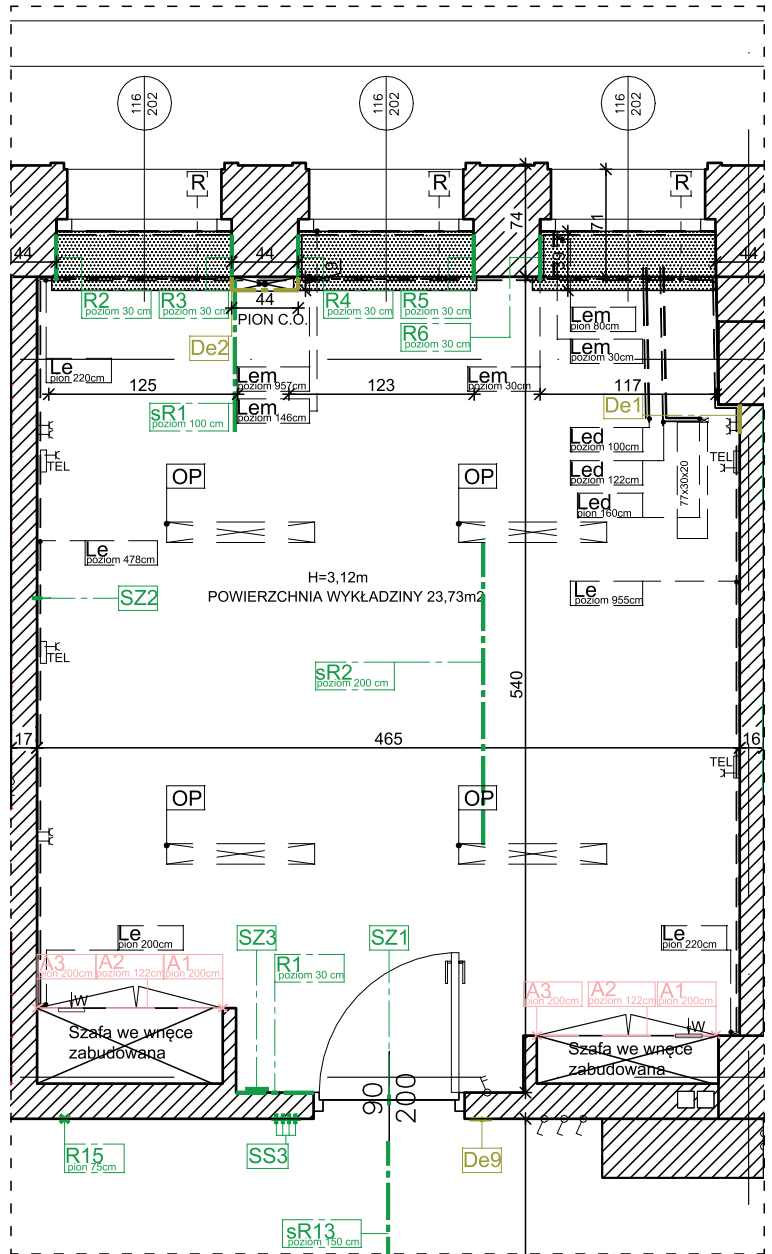 116
202
116
202
116
202
R
R
R
74
71
44
44
44
R2
poziom 30 cm
R3
poziom 30 cm
44
PION C.O.
R4
poziom 30 cm
R5
poziom 30 cm
R6
poziom 30 cm
Lem
pion 80cm
Lem
poziom 30cm
De2
Le
pion 220cm
Lem
poziom 957cm
Lem
poziom 30cm
125
123
117
sR1
poziom 100 cm
Lem
poziom 146cm
De1
Led
poziom 100cm
Led
poziom 122cm
Led
pion 160cm
77x30x20
TEL
TEL
OP
OP
Le
poziom 478cm
H=3,12m
POWIERZCHNIA WYKŁADZINY 23,73m2
SZ2
Le
poziom 955cm
TEL
sR2
poziom 200 cm
540
17
465
16
TEL
OP
OP
Le
pion 200cm
SZ3
SZ1
Le
pion 220cm
A3
pion 200cm
A2
poziom 122cm
A1
pion 200cm
R1
poziom 30 cm
A3
pion 200cm
A2
poziom 122cm
A1
pion 200cm
W
Szafa we wnęce
zabudowana
W
Szafa we wnęce
zabudowana
90
200
R15
pion 75cm
SS3
De9
sR13
poziom 150 cm